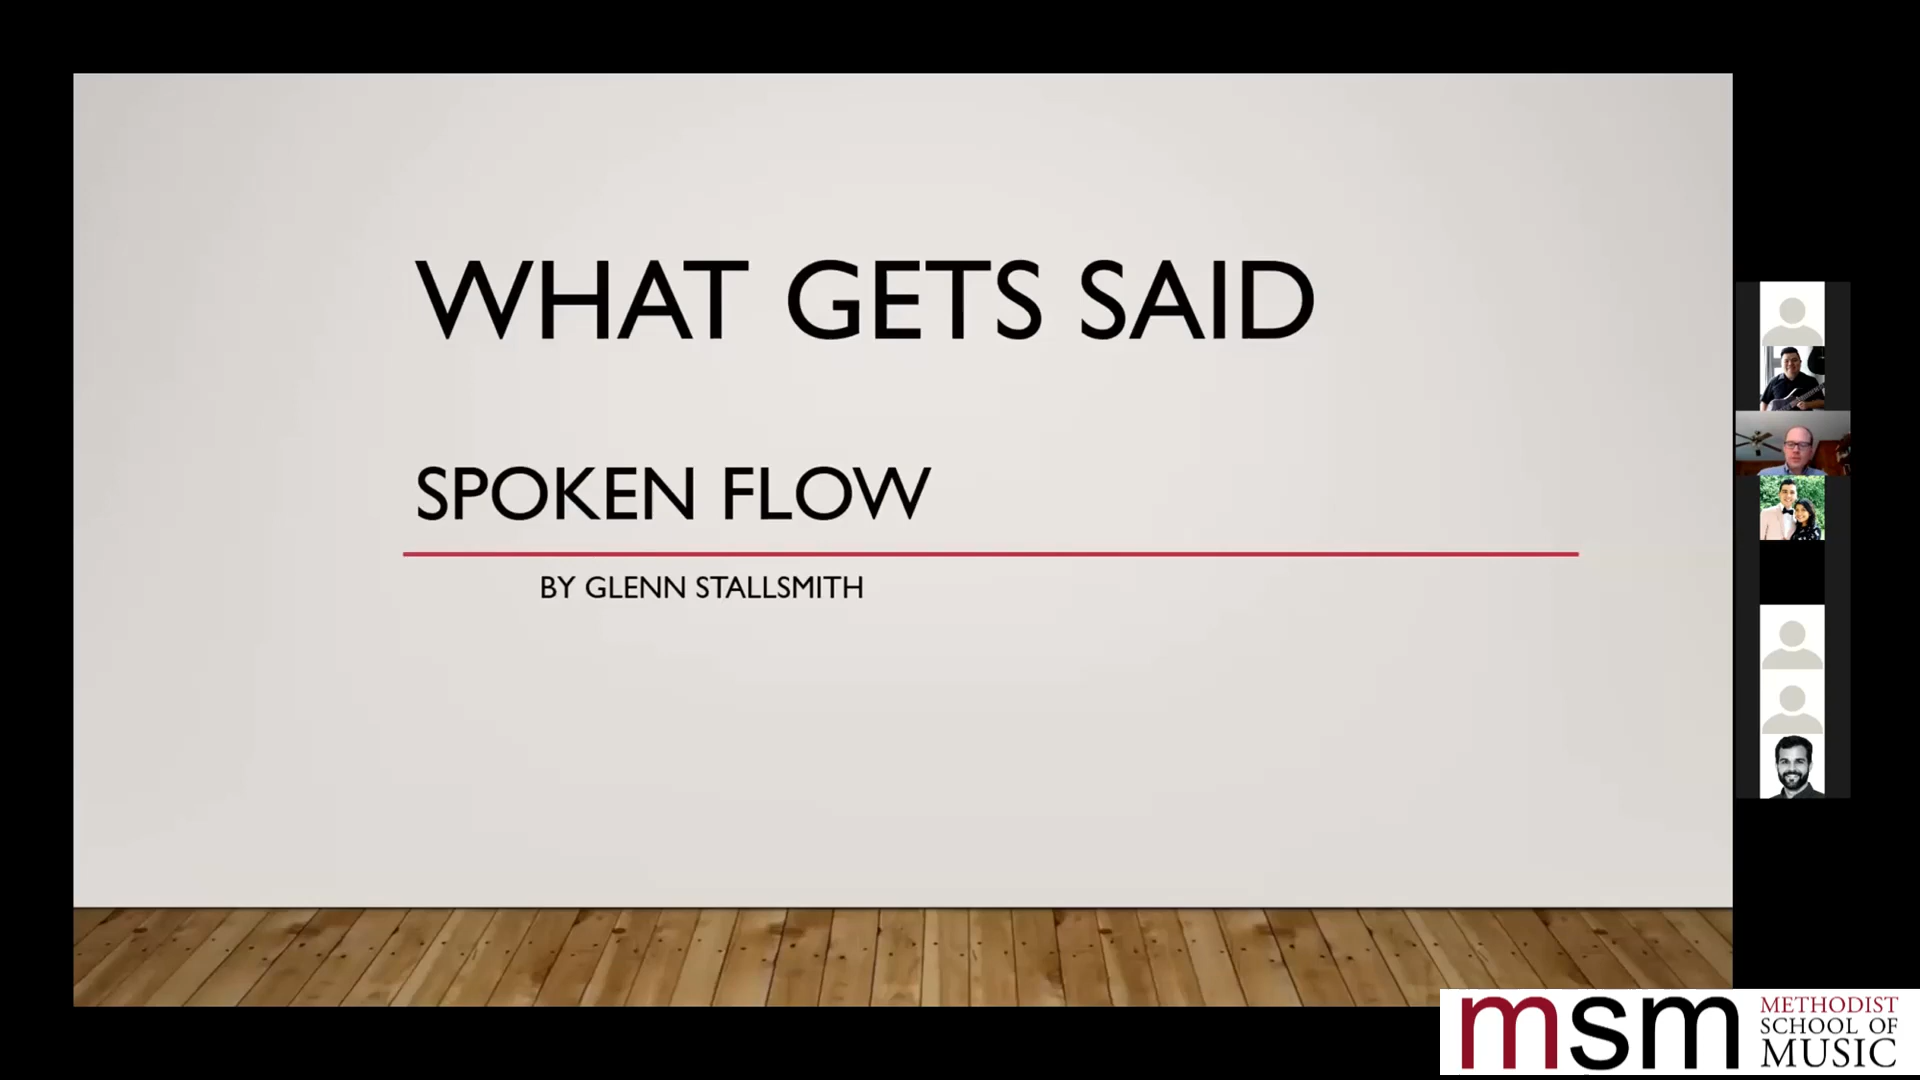 WHAT GETS SAID
SPOKEN FLOW
BY GLENN STALLSMITH
msm
METHODIST
SCHOOL OF
MUSIC